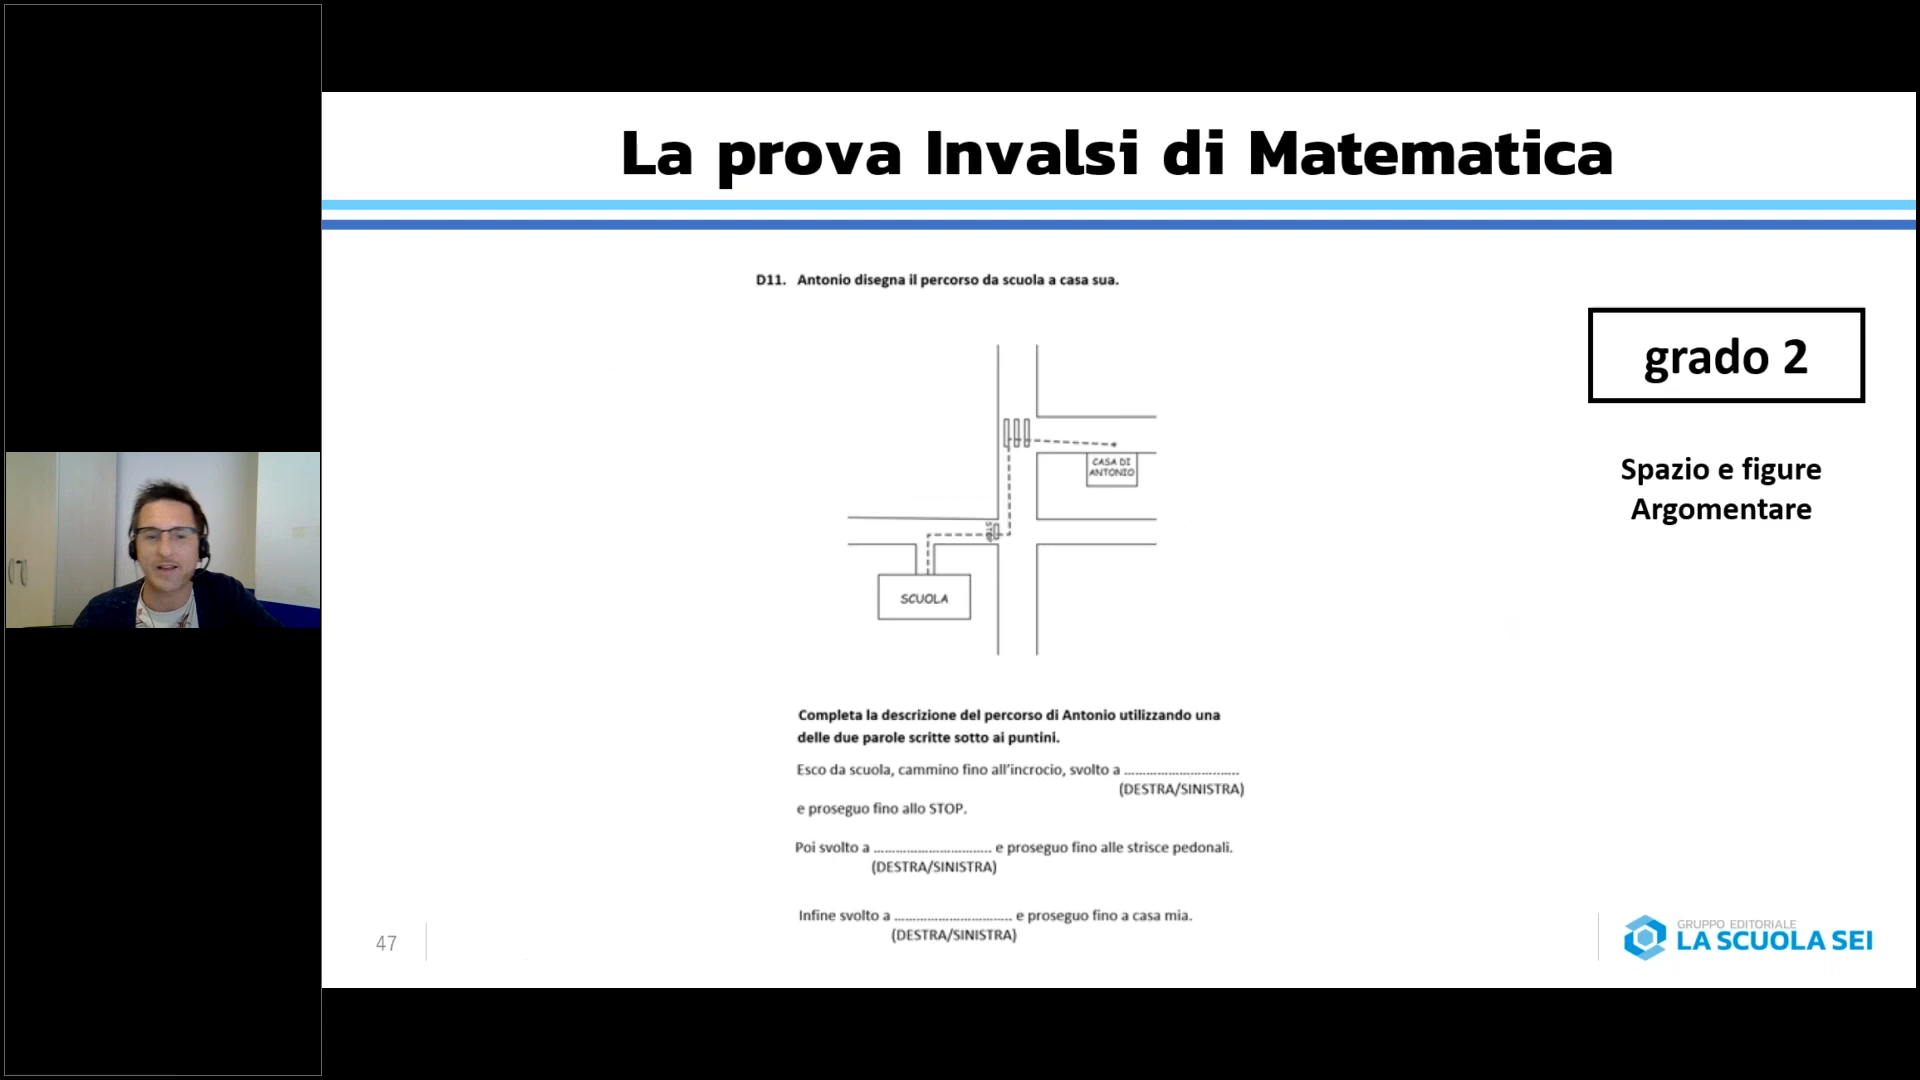 La prova Invalsi di Matematica
D11. Antonio disegna il percorso da scuola a casa sua.
grado 2
Spazio e figure
Argomentare
CASA DI
ANTONIO
STOP
SCUOLA
Completa la descrizione del percorso di Antonio utilizzando una
delle due parole scritte sotto ai puntini.
Esco da scuola, cammino fino all'incrocio, svolto a ................................
(DESTRA/SINISTRA)
e proseguo fino allo STOP.
Poi svolto a ................................ e proseguo fino alle strisce pedonali.
(DESTRA/SINISTRA)
Infine svolto a ................................ e proseguo fino a casa mia.
(DESTRA/SINISTRA)
47
GRUPPO EDITORIALE
LA SCUOLA SEI